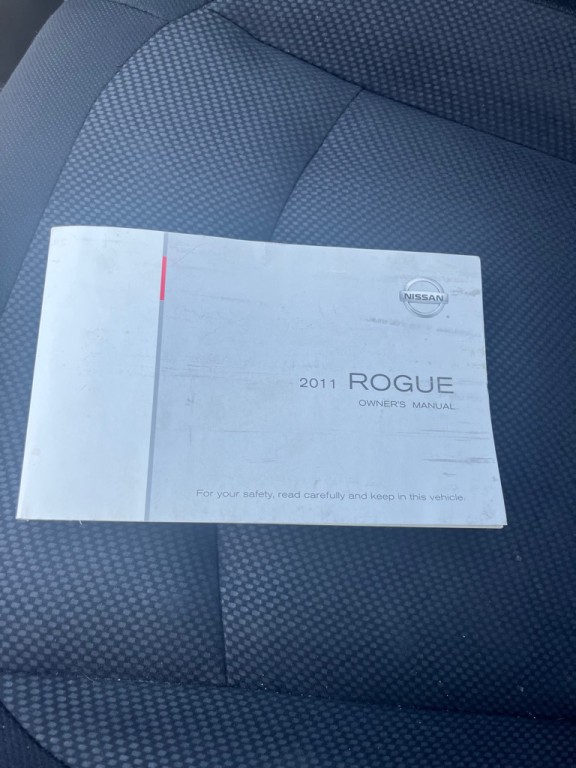 NISSAN
2011 ROGUE
OWNER'S MANUAL
For your safety, read carefully and keep in this vehicle.